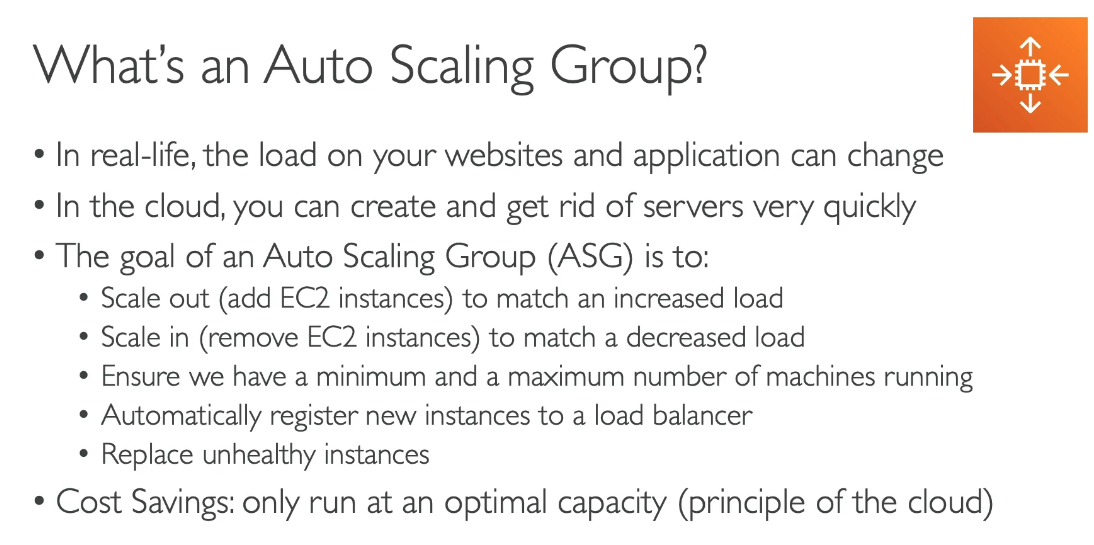 What's an Auto Scaling Group?
• In real-life, the load on your websites and application can change
• In the cloud, you can create and get rid of servers very quickly
• The goal of an Auto Scaling Group (ASG) is to:
• Scale out (add EC2 instances) to match an increased load
• Scale in (remove EC2 instances) to match a decreased load
• Ensure we have a minimum and a maximum number of machines running
• Automatically register new instances to a load balancer
• Replace unhealthy instances
• Cost Savings: only run at an optimal capacity (principle of the cloud)